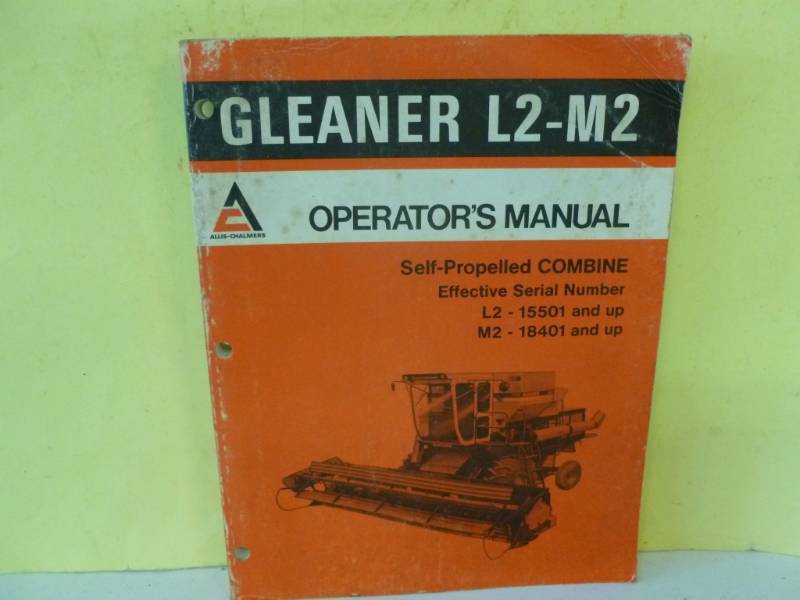 GLEANER L2-M2
ALLIS-CHALMERS
OPERATOR'S MANUAL
Self-Propelled COMBINE
Effective Serial Number
L2 - 15501 and up
M2 - 18401 and up